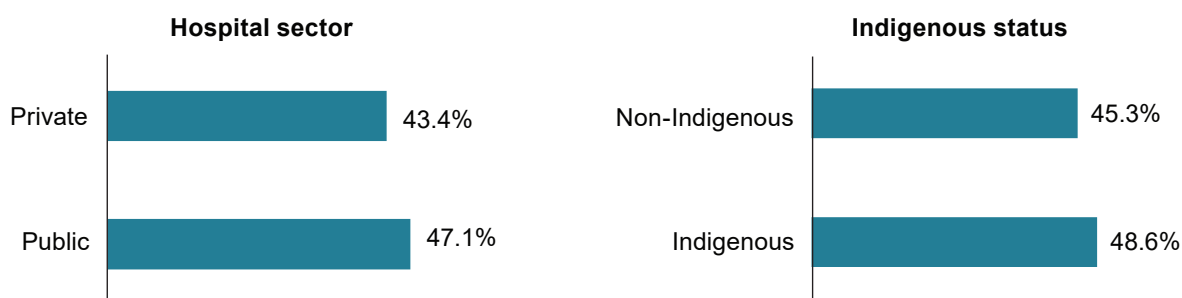 Hospital sector
Private
43.4%
Public
47.1%
Indigenous status
Non-Indigenous
45.3%
Indigenous
48.6%